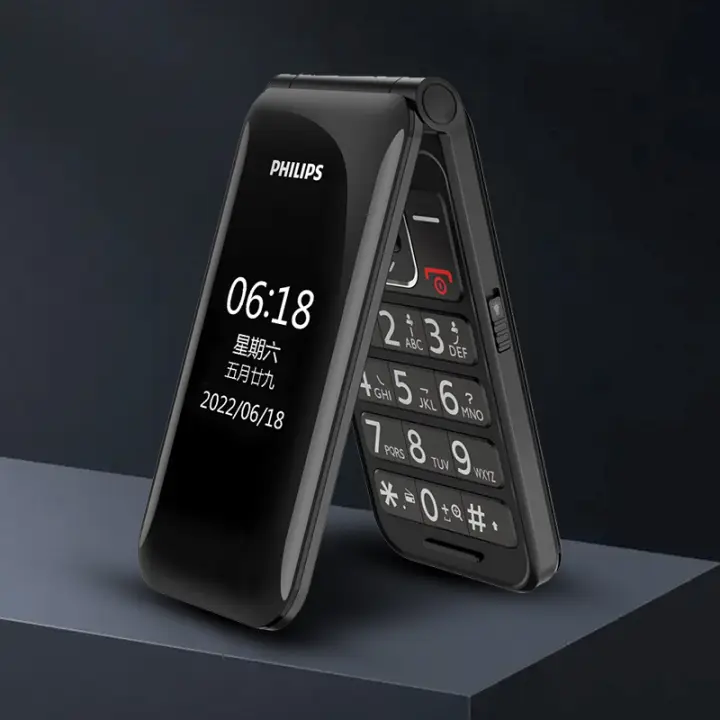 PHILIPS
06:18
星期六
五月廿九
2022/06/18
2 ABC 3 DEF
4 GHI 5 JKL 6 ? MNO
7 PQRS 8 TUV 9 WXYZ
* 0 + #